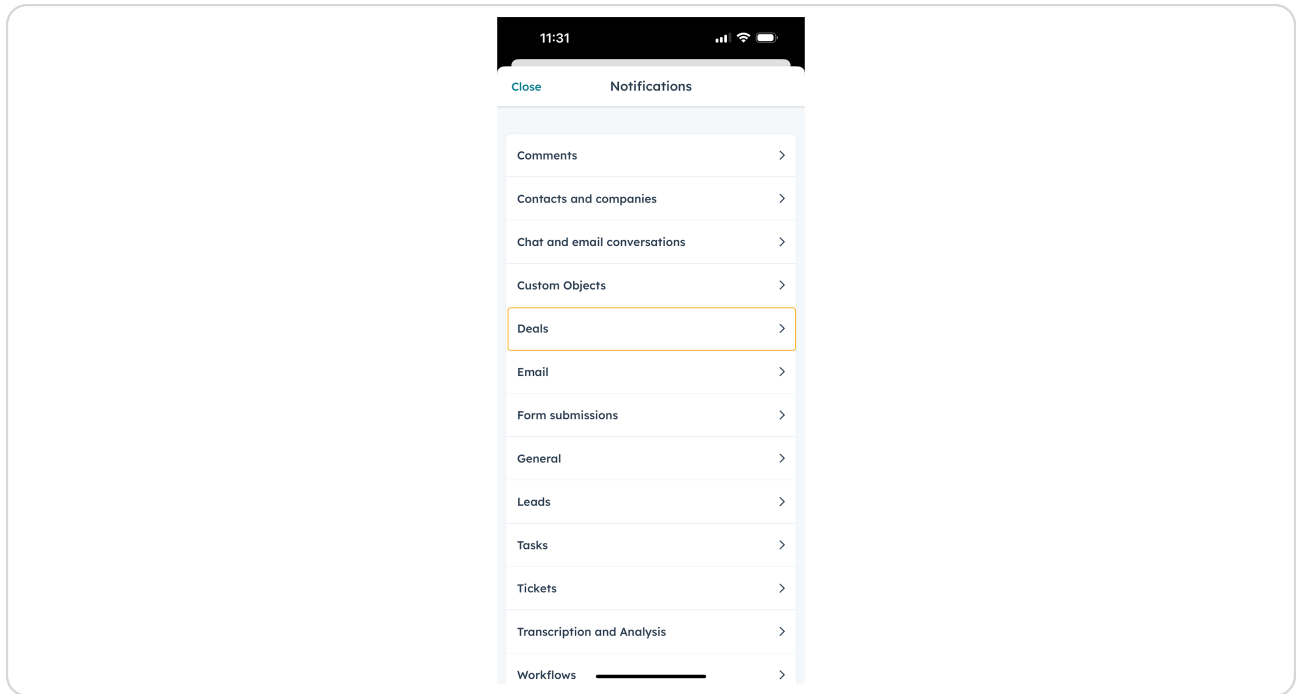 11:31
Close Notifications
Comments
Contacts and companies
Chat and email conversations
Custom Objects
Deals
Email
Form submissions
General
Leads
Tasks
Tickets
Transcription and Analysis
Workflows